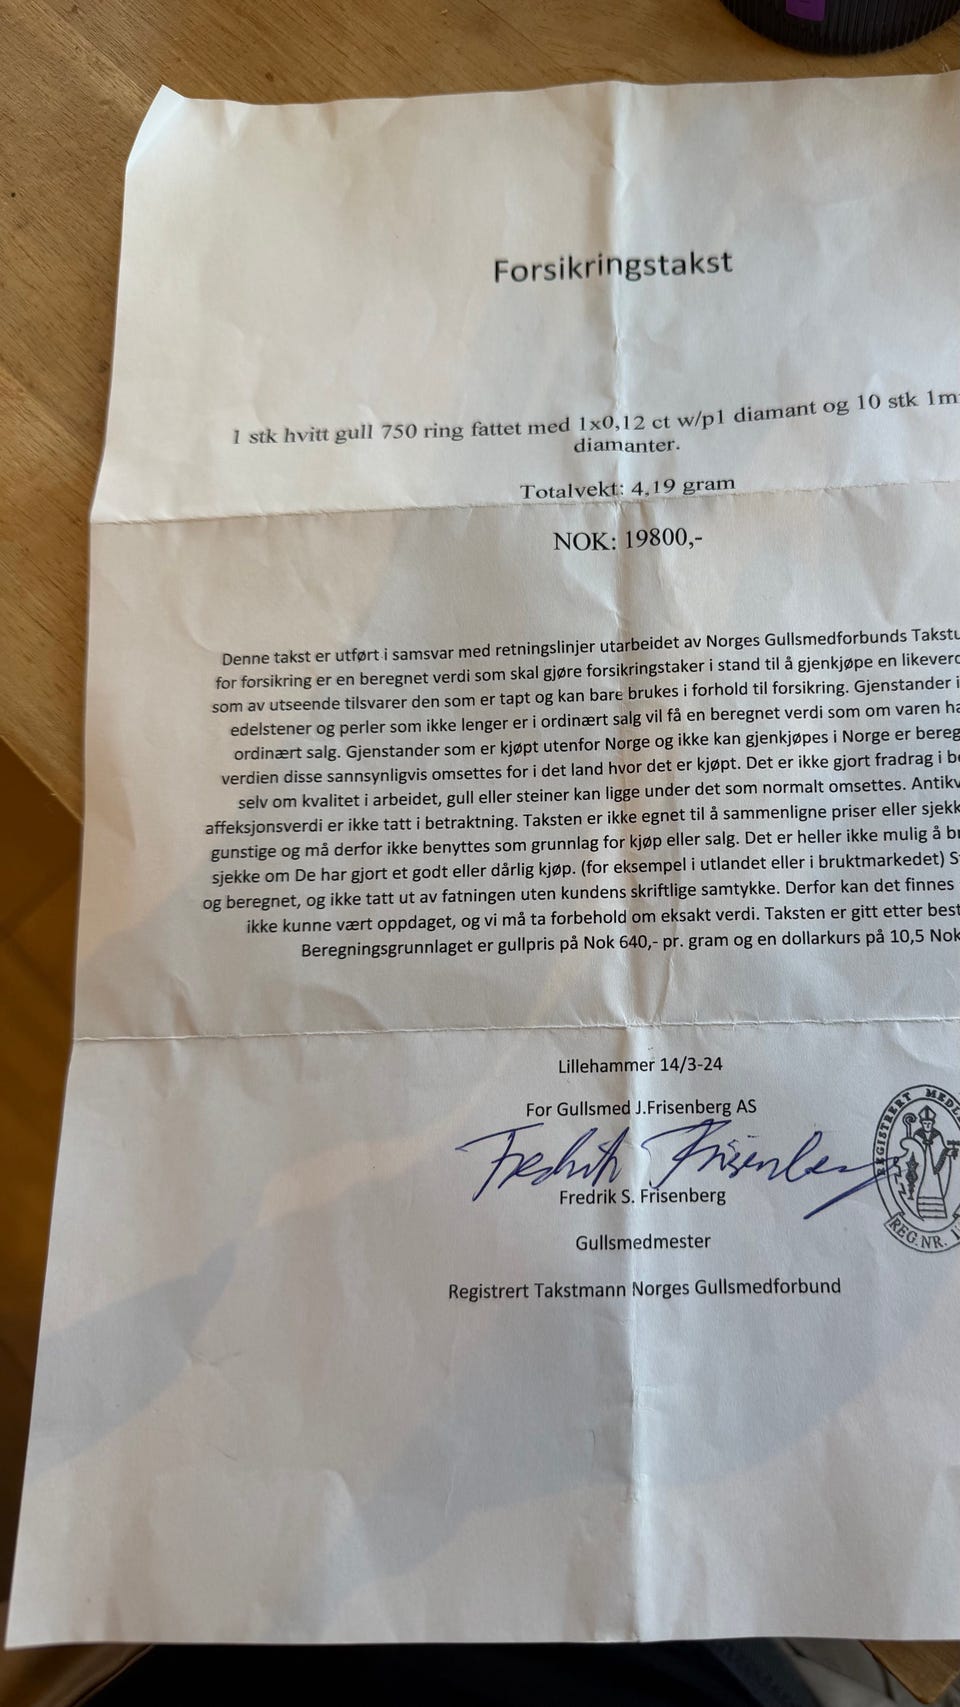 Forsikringstakst
1 stk hvitt gull 750 ring fattet med 1x0,12 ct w/p1 diamant og 10 stk
diamanter.
Totalvekt: 4,19 gram
NOK: 19800,-
Denne takst er utført i samsvar med retningslinjer utarbeidet av Norges Gullsmedforbunds
for forsikring er en beregnet verdi som skal gjøre forsikringstaker i stand til å gjenkjøpe en
som av utseende tilsvarer den som er tapt og kan bare brukes i forhold til forsikring. Gjenstander i
edelstener og perler som ikke lenger er i ordinært salg vil få en beregnet verdi som om varen
ordinært salg. Gjenstander som er kjøpt utenfor Norge og ikke kan gjenkjøpes i Norge er
verdien disse sannsynligvis omsettes for i det land hvor det er kjøpt. Det er ikke gjort fradrag i
selv om kvalitet i arbeidet, gull eller steiner kan ligge under det som normalt omsettes.
affeksjonsverdi er ikke tatt i betraktning. Taksten er ikke egnet til å sammenligne priser eller
gunstige og må derfor ikke benyttes som grunnlag for kjøp eller salg. Det er heller ikke mulig å
sjekke om De har gjort et godt eller dårlig kjøp. (for eksempel i utlandet eller i bruktmarkedet)
og beregnet, og ikke tatt ut av fatningen uten kundens skriftlige samtykke. Derfor kan det finnes
ikke kunne vært oppdaget, og vi må ta forbehold om eksakt verdi. Taksten er gitt etter
Beregningsgrunnlaget er gullpris på Nok 640,- pr. gram og en dollarkurs på 10,5 Nok
Lillehammer 14/3-24
For Gullsmed J.Frisenberg AS
Fredrik Frisenberg
Fredrik S. Frisenberg
Gullsmedmester
Registrert Takstmann Norges Gullsmedforbund
REGISTRERT
REG.NR.